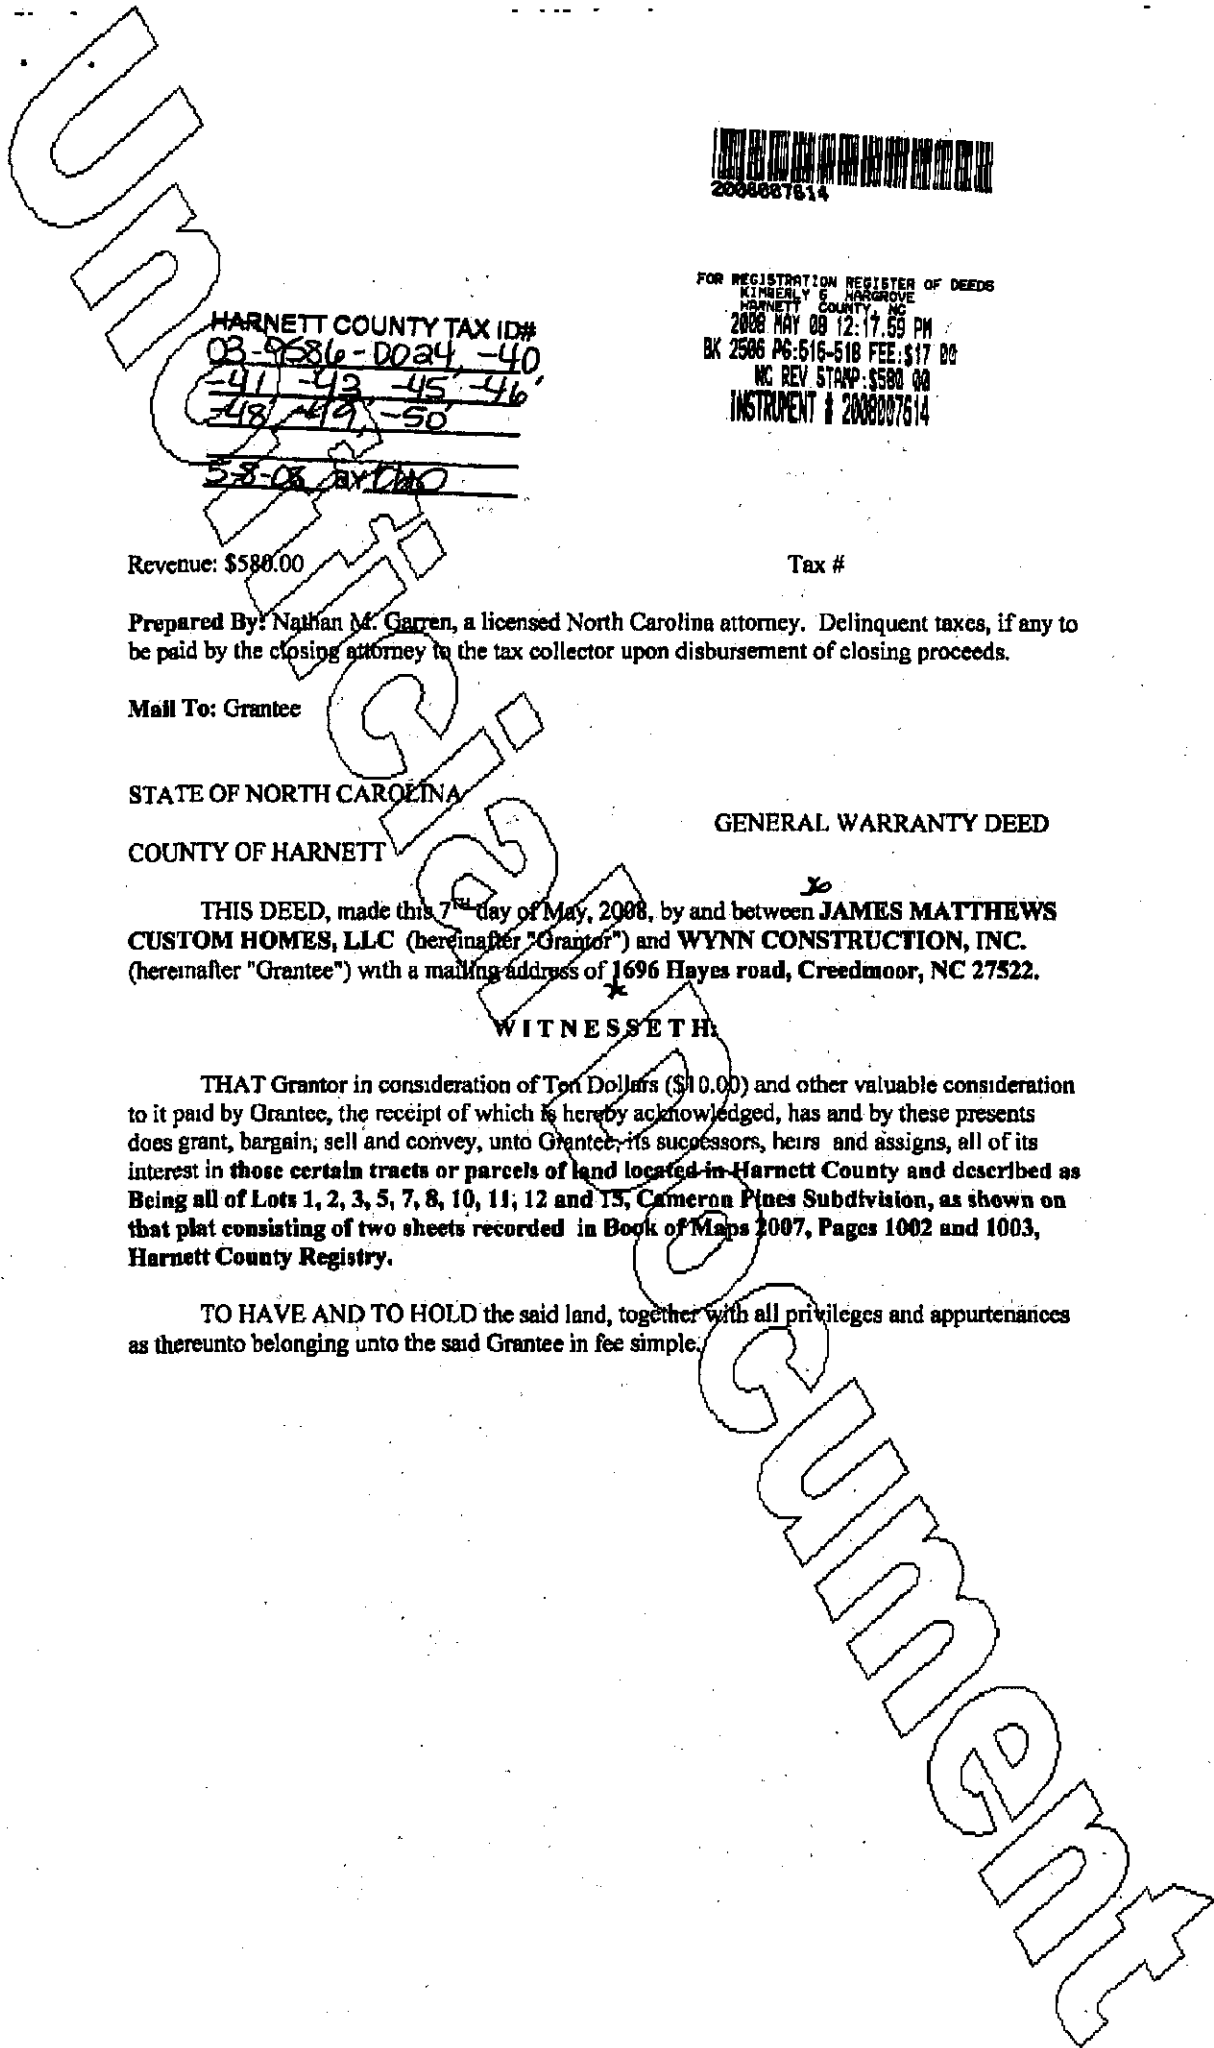 2008007614
FOR REGISTRATION REGISTER OF DEEDS
KIMBERLY S HARGROVE
HARNETT COUNTY, NC
2008 MAY 08 12:17:59 PM
BK 2506 PG:516-518 FEE:$17 00
NC REV STAMP:$580 00
INSTRUMENT # 2008007614
HARNETT COUNTY TAX ID#
03-9586-0024, -40
-41, -43, -45, -46,
-48, -49, -50
5-8-08 BY
Revenue: $580.00 Tax #
Prepared By: Nathan M. Garren, a licensed North Carolina attorney. Delinquent taxes, if any to
be paid by the closing attorney to the tax collector upon disbursement of closing proceeds.
Mail To: Grantee
STATE OF NORTH CAROLINA
GENERAL WARRANTY DEED
COUNTY OF HARNETT
THIS DEED, made this 7TH day of May, 2008, by and between JAMES MATTHEWS
CUSTOM HOMES, LLC (hereinafter "Grantor") and WYNN CONSTRUCTION, INC.
(hereinafter "Grantee") with a mailing address of 1696 Hayes road, Creedmoor, NC 27522.
W I T N E S S E T H:
THAT Grantor in consideration of Ten Dollars ($10.00) and other valuable consideration
to it paid by Grantee, the receipt of which is hereby acknowledged, has and by these presents
does grant, bargain, sell and convey, unto Grantee, its successors, heirs and assigns, all of its
interest in those certain tracts or parcels of land located in Harnett County and described as
Being all of Lots 1, 2, 3, 5, 7, 8, 10, 11, 12 and 13, Cameron Pines Subdivision, as shown on
that plat consisting of two sheets recorded in Book of Maps 2007, Pages 1002 and 1003,
Harnett County Registry.
TO HAVE AND TO HOLD the said land, together with all privileges and appurtenances
as thereunto belonging unto the said Grantee in fee simple.
Unofficial Document